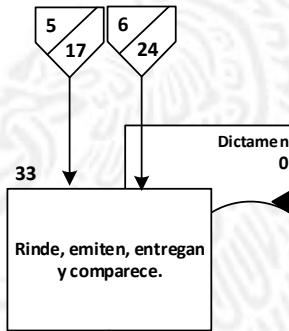 5
17
6
24
Dictamen
0
33
Rinde, emiten, entregan
y comparece.